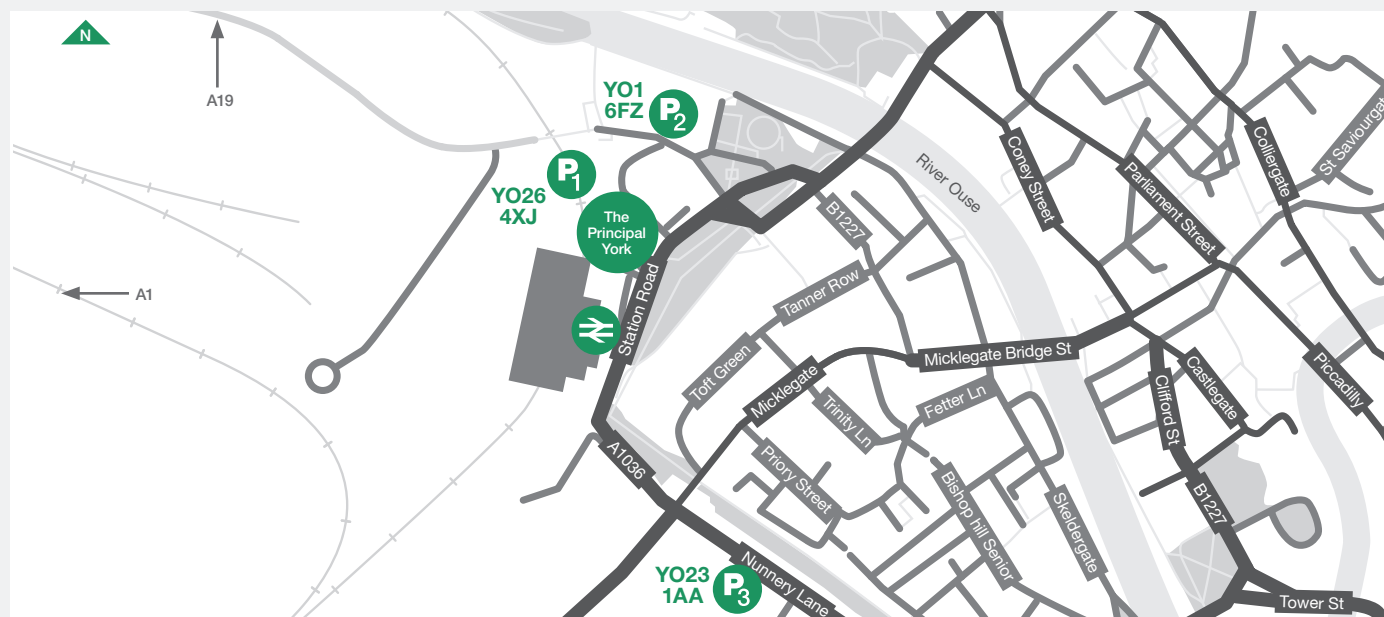 N
A19
A1
YO1
6FZ
P2
P1
YO26
4XJ
The
Principal
York
Station Road
A1036
B1227
Tanner Row
Toft Green
Micklegate
Trinity Ln
Priory Street
Fetter Ln
Micklegate Bridge St
Bishop hill Senior
Skeldergate
YO23
1AA
P3
Nunnery Lane
River Ouse
Coney Street
Parliament Street
Colliergate
St Saviourgate
Piccadilly
Castlegate
Clifford St
B1227
Tower St